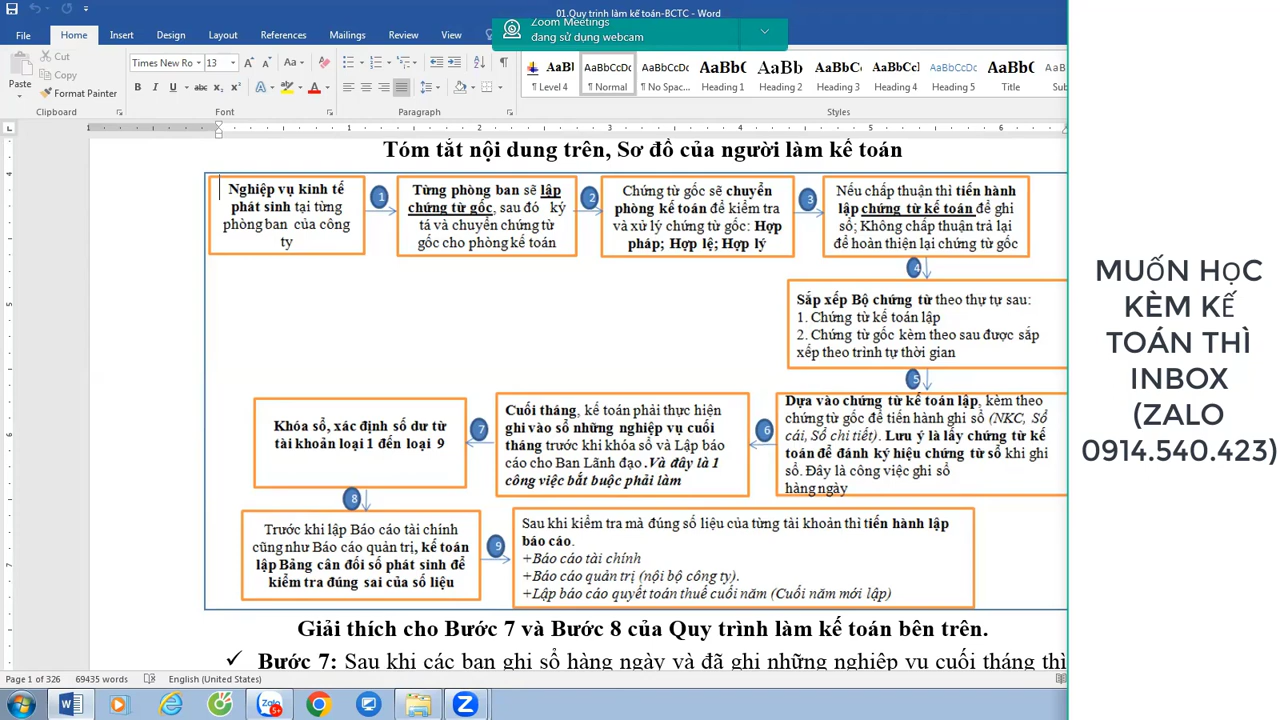 01.Quy trình làm kế toán-BCTC - Word
Zoom Meetings
đang sử dụng webcam
File Home Insert Design Layout References Mailings Review View
Cut
Copy
Paste
Format Painter
Clipboard
Times New Ro 13
Font
Paragraph
AaBl AaBbCcDc AaBbCcDc AaBbC AaBbC AaBbCc AaBbCc AaBbCcDc AaBbC
¶ Level 4 ¶ Normal ¶ No Spac... Heading 1 Heading 2 Heading 3 Heading 4 Heading 5 Title
Styles
Tóm tắt nội dung trên, Sơ đồ của người làm kế toán
Nghiệp vụ kinh tế
phát sinh tại từng
phòng ban của công
ty
1
Từng phòng ban sẽ lập
chứng từ gốc, sau đó ký
tá và chuyển chứng từ
gốc cho phòng kế toán
2
Chứng từ gốc sẽ chuyển
phòng kế toán để kiểm tra
và xử lý chứng từ gốc: Hợp
pháp; Hợp lệ; Hợp lý
3
Nếu chấp thuận thì tiến hành
lập chứng từ kế toán để ghi
sổ; Không chấp thuận trả lại
để hoàn thiện lại chứng từ gốc
4
Sắp xếp Bộ chứng từ theo thự tự sau:
1. Chứng từ kế toán lập
2. Chứng từ gốc kèm theo sau được sắp
xếp theo trình tự thời gian
5
Dựa vào chứng từ kế toán lập, kèm theo
chứng từ gốc để tiến hành ghi sổ (NKC, Sổ
cái, Sổ chi tiết). Lưu ý là lấy chứng từ kế
toán để đánh ký hiệu chứng từ sổ khi ghi
sổ. Đây là công việc ghi sổ
hàng ngày
6
Cuối tháng, kế toán phải thực hiện
ghi vào sổ những nghiệp vụ cuối
tháng trước khi khóa sổ và Lập báo
cáo cho Ban Lãnh đạo .Và đây là 1
công việc bắt buộc phải làm
7
Khóa sổ, xác định số dư từ
tài khoản loại 1 đến loại 9
8
Trước khi lập Báo cáo tài chính
cũng như Báo cáo quản trị, kế toán
lập Bảng cân đối số phát sinh để
kiểm tra đúng sai của số liệu
9
Sau khi kiểm tra mà đúng số liệu của từng tài khoản thì tiến hành lập
báo cáo.
+Báo cáo tài chính
+Báo cáo quản trị (nội bộ công ty).
+Lập báo cáo quyết toán thuế cuối năm (Cuối năm mới lập)
Giải thích cho Bước 7 và Bước 8 của Quy trình làm kế toán bên trên.
✓ Bước 7: Sau khi các bạn ghi sổ hàng ngày và đã ghi những nghiệp vụ cuối tháng thì
Page 1 of 326 69435 words English (United States)
MUỐN HỌC
KÈM KẾ
TOÁN THÌ
INBOX
(ZALO
0914.540.423)